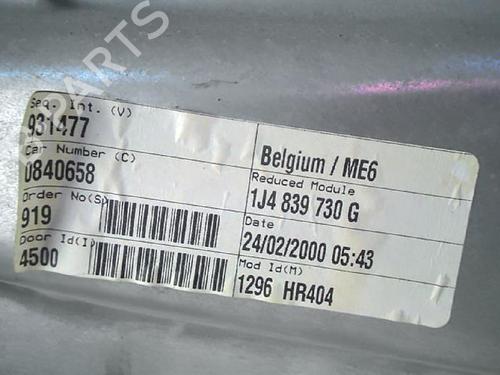 PARTS
Seq. Int. (V)
931477
Car Number (C)
0840658
Order No(S)
919
Door Id(I)
4500
Belgium / ME6
Reduced Module
1J4 839 730 G
Date
24/02/2000 05:43
Mod Id(M)
1296 HR404